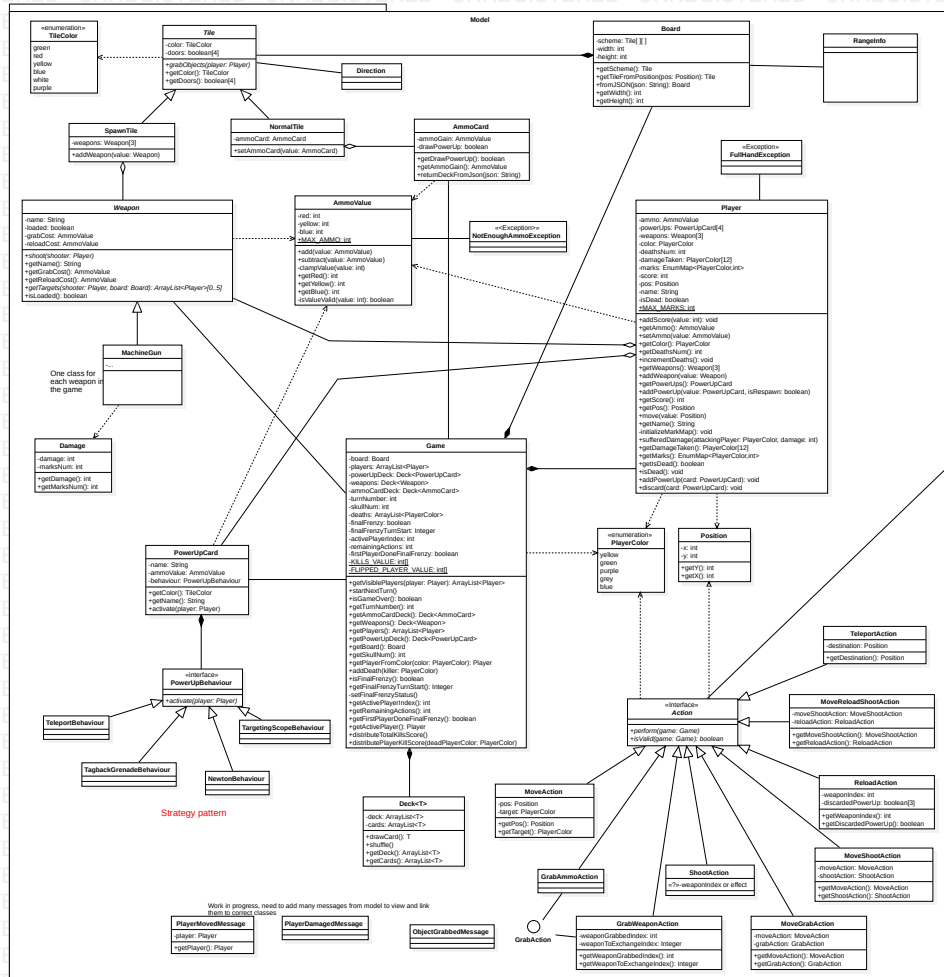 Model
«enumeration»
TileColor
green
red
yellow
blue
white
purple
Tile
-color: TileColor
-doors: boolean[4]
+grabObjects(player: Player)
+getColor(): TileColor
+getDoors(): boolean[4]
Direction
Board
-scheme: Tile[ ][ ]
-width: int
-height: int
+getScheme(): Tile
+getTileFromPosition(pos: Position): Tile
+fromJSON(json: String): Board
+getWidth(): int
+getHeight(): int
RangeInfo
SpawnTile
-weapons: Weapon[3]
+addWeapon(value: Weapon)
NormalTile
-ammoCard: AmmoCard
+setAmmoCard(value: AmmoCard)
AmmoCard
-ammoGain: AmmoValue
-drawPowerUp: boolean
+getDrawPowerUp(): boolean
+getAmmoGain(): AmmoValue
+returnDeckFromJson(json: String)
«Exception»
FullHandException
Weapon
-name: String
-loaded: boolean
-grabCost: AmmoValue
-reloadCost: AmmoValue
+shoot(shooter: Player)
+getName(): String
+getGrabCost(): AmmoValue
+getReloadCost(): AmmoValue
+getTargets(shooter: Player, board: Board): ArrayList<Player>[0..5]
+isLoaded(): boolean
AmmoValue
-red: int
-yellow: int
-blue: int
+MAX_AMMO: int
+add(value: AmmoValue)
+subtract(value: AmmoValue)
-clampValue(value: int)
+getRed(): int
+getYellow(): int
+getBlue(): int
-isValueValid(value: int): boolean
«<Exception»
NotEnoughAmmoException
Player
-ammo: AmmoValue
-powerUps: PowerUpCard[4]
-weapons: Weapon[3]
-color: PlayerColor
-deathsNum: int
-damageTaken: PlayerColor[12]
-marks: EnumMap<PlayerColor,int>
-score: int
-pos: Position
-name: String
-isDead: boolean
+MAX_MARKS: int
+addScore(value: int): void
+getAmmo(): AmmoValue
+setAmmo(value: AmmoValue)
+getColor(): PlayerColor
+getDeathsNum(): int
+incrementDeaths(): void
+getWeapons(): Weapon[3]
+addWeapon(value: Weapon)
+getPowerUps(): PowerUpCard
+addPowerUp(value: PowerUpCard, isRespawn: boolean)
+getScore(): int
+getPos(): Position
+move(value: Position)
+getName(): String
-initializeMarkMap(): void
+sufferedDamage(attackingPlayer: PlayerColor, damage: int)
+getDamageTaken(): PlayerColor[12]
+getMarks(): EnumMap<PlayerColor,int>
+getIsDead(): boolean
+isDead(): void
+addPowerUp(card: PowerUpCard): void
+discard(card: PowerUpCard): void
MachineGun
-...
One class for
each weapon in
the game
Damage
-damage: int
-marksNum: int
+getDamage(): int
+getMarksNum(): int
Game
-board: Board
-players: ArrayList<Player>
-powerUpDeck: Deck<PowerUpCard>
-weapons: Deck<Weapon>
-ammoCardDeck: Deck<AmmoCard>
-turnNumber: int
-skullNum: int
-deaths: ArrayList<PlayerColor>
-finalFrenzy: boolean
-finalFrenzyTurnStart: Integer
-activePlayerIndex: int
-remainingActions: int
-firstPlayerDoneFinalFrenzy: boolean
-KILLS_VALUE: int[]
-FLIPPED_PLAYER_VALUE: int[]
+getVisiblePlayers(player: Player): ArrayList<Player>
+startNextTurn()
+isGameOver(): boolean
+getTurnNumber(): int
+getAmmoCardDeck(): Deck<AmmoCard>
+getWeapons(): Deck<Weapon>
+getPlayers(): ArrayList<Player>
+getPowerUpDeck(): Deck<PowerUpCard>
+getBoard(): Board
+getSkullNum(): int
+getPlayerFromColor(color: PlayerColor): Player
+addDeath(killer: PlayerColor)
+isFinalFrenzy(): boolean
+getFinalFrenzyTurnStart(): Integer
-setFinalFrenzyStatus()
+getActivePlayerIndex(): int
+getRemainingActions(): int
+getFirstPlayerDoneFinalFrenzy(): boolean
+getActivePlayer(): Player
+distributeTotalKillsScore()
+distributePlayerKillScore(deadPlayerColor: PlayerColor)
«enumeration»
PlayerColor
yellow
green
purple
grey
blue
Position
-x: int
-y: int
+getY(): int
+getX(): int
PowerUpCard
-name: String
-ammoValue: AmmoValue
-behaviour: PowerUpBehaviour
+getColor(): TileColor
+getName(): String
+activate(player: Player)
«interface»
PowerUpBehaviour
+activate(player: Player)
TeleportBehaviour
TargetingScopeBehaviour
TagbackGrenadeBehaviour
NewtonBehaviour
Strategy pattern
Deck<T>
-deck: ArrayList<T>
-cards: ArrayList<T>
+drawCard(): T
+shuffle()
+getDeck(): ArrayList<T>
+getCards(): ArrayList<T>
TeleportAction
-destination: Position
+getDestination(): Position
«interface»
Action
+perform(game: Game)
+isValid(game: Game): boolean
MoveReloadShootAction
-moveShootAction: MoveShootAction
-reloadAction: ReloadAction
+getMoveShootAction(): MoveShootAction
+getReloadAction(): ReloadAction
MoveAction
-pos: Position
-target: PlayerColor
+getPos(): Position
+getTarget(): PlayerColor
ReloadAction
-weaponIndex: int
-discardedPowerUp: boolean[3]
+getWeaponIndex(): int
+getDiscardedPowerUp(): boolean
MoveShootAction
-moveAction: MoveAction
-shootAction: ShootAction
+getMoveAction(): MoveAction
+getShootAction(): ShootAction
GrabAmmoAction
ShootAction
«?»-weaponIndex or effect
GrabAction
GrabWeaponAction
-weaponGrabbedIndex: int
-weaponToExchangeIndex: Integer
+getWeaponGrabbedIndex(): int
+getWeaponToExchangeIndex(): Integer
MoveGrabAction
-moveAction: MoveAction
-grabAction: GrabAction
+getMoveAction(): MoveAction
+getGrabAction(): GrabAction
Work in progress, need to add many messages from model to view and link
them to correct classes
PlayerMovedMessage
-player: Player
+getPlayer(): Player
PlayerDamagedMessage
ObjectGrabbedMessage